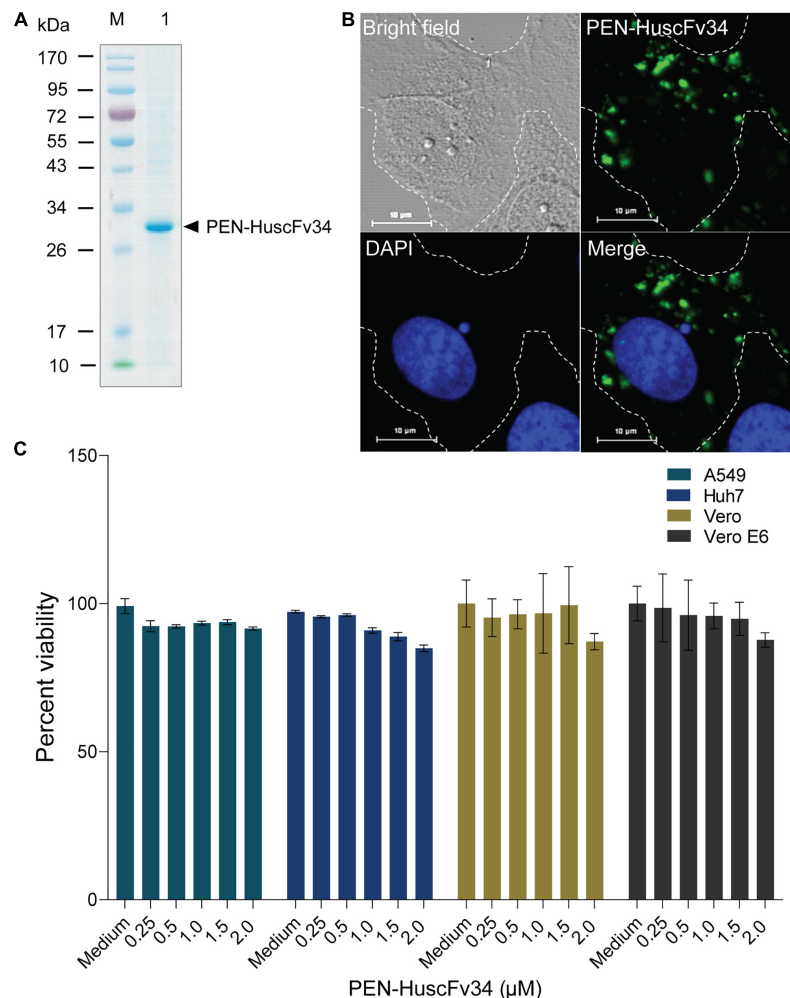 A
kDa M 1
170
95
72
55
43
34
26
17
10
PEN-HuscFv34
B
Bright field
10 μm
PEN-HuscFv34
10 μm
DAPI
10 μm
Merge
10 μm
C
150
100
50
0
Percent viability
A549
Huh7
Vero
Vero E6
Medium 0.25 0.5 1.0 1.5 2.0 Medium 0.25 0.5 1.0 1.5 2.0 Medium 0.25 0.5 1.0 1.5 2.0 Medium 0.25 0.5 1.0 1.5 2.0
PEN-HuscFv34 (μM)